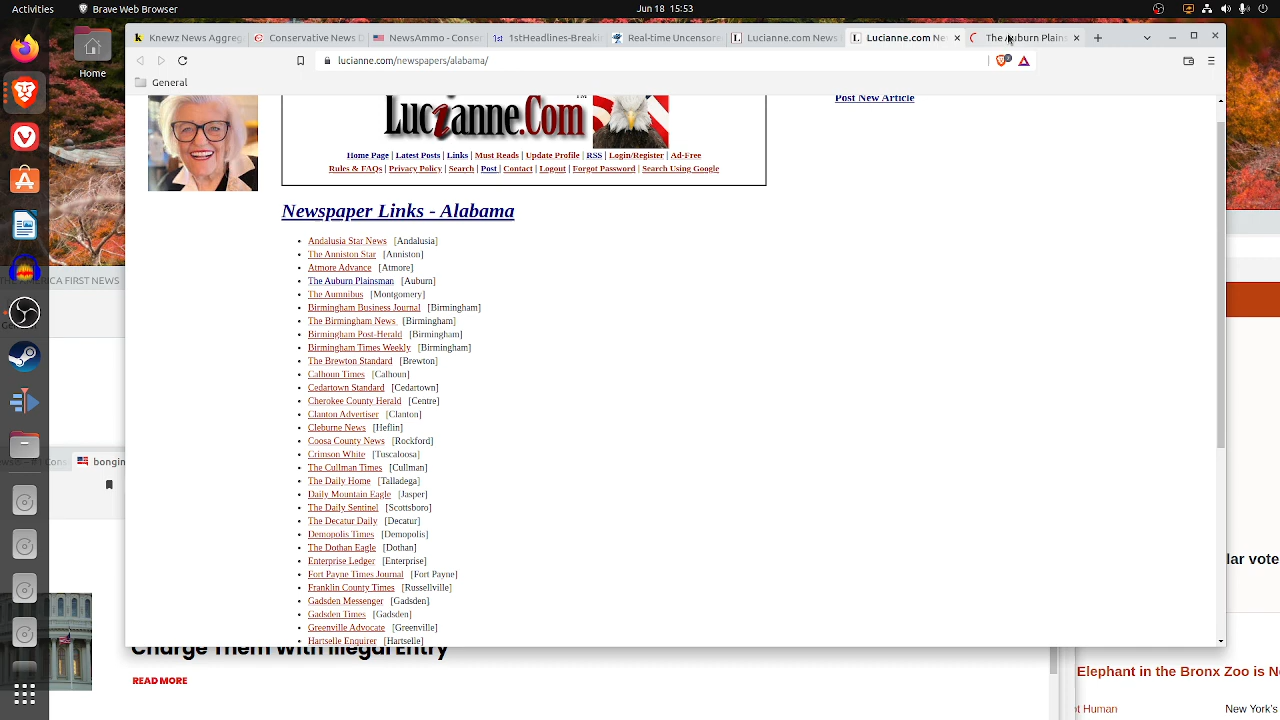 Activities
Brave Web Browser
Jun 18 15:53
Knewz News Aggreg
Conservative News D
NewsAmmo - Conser
1stHeadlines-Breakin
Real-time Uncensore
Lucianne.com News
Lucianne.com Ne
The Auburn Plains
lucianne.com/newspapers/alabama/
General
Home
Post New Article
Lucianne.Com TM
Home Page | Latest Posts | Links | Must Reads | Update Profile | RSS | Login/Register | Ad-Free
Rules & FAQs | Privacy Policy | Search | Post | Contact | Logout | Forgot Password | Search Using Google
Newspaper Links - Alabama
Andalusia Star News [Andalusia]
The Anniston Star [Anniston]
Atmore Advance [Atmore]
The Auburn Plainsman [Auburn]
The Aumnibus [Montgomery]
Birmingham Business Journal [Birmingham]
The Birmingham News [Birmingham]
Birmingham Post-Herald [Birmingham]
Birmingham Times Weekly [Birmingham]
The Brewton Standard [Brewton]
Calhoun Times [Calhoun]
Cedartown Standard [Cedartown]
Cherokee County Herald [Centre]
Clanton Advertiser [Clanton]
Cleburne News [Heflin]
Coosa County News [Rockford]
Crimson White [Tuscaloosa]
The Cullman Times [Cullman]
The Daily Home [Talladega]
Daily Mountain Eagle [Jasper]
The Daily Sentinel [Scottsboro]
The Decatur Daily [Decatur]
Demopolis Times [Demopolis]
The Dothan Eagle [Dothan]
Enterprise Ledger [Enterprise]
Fort Payne Times Journal [Fort Payne]
Franklin County Times [Russellville]
Gadsden Messenger [Gadsden]
Gadsden Times [Gadsden]
Greenville Advocate [Greenville]
Hartselle Enquirer [Hartselle]
AMERICA FIRST NEWS
bongin
lar vote
Charge Them With Illegal Entry
READ MORE
Elephant in the Bronx Zoo is N
Human
New York's